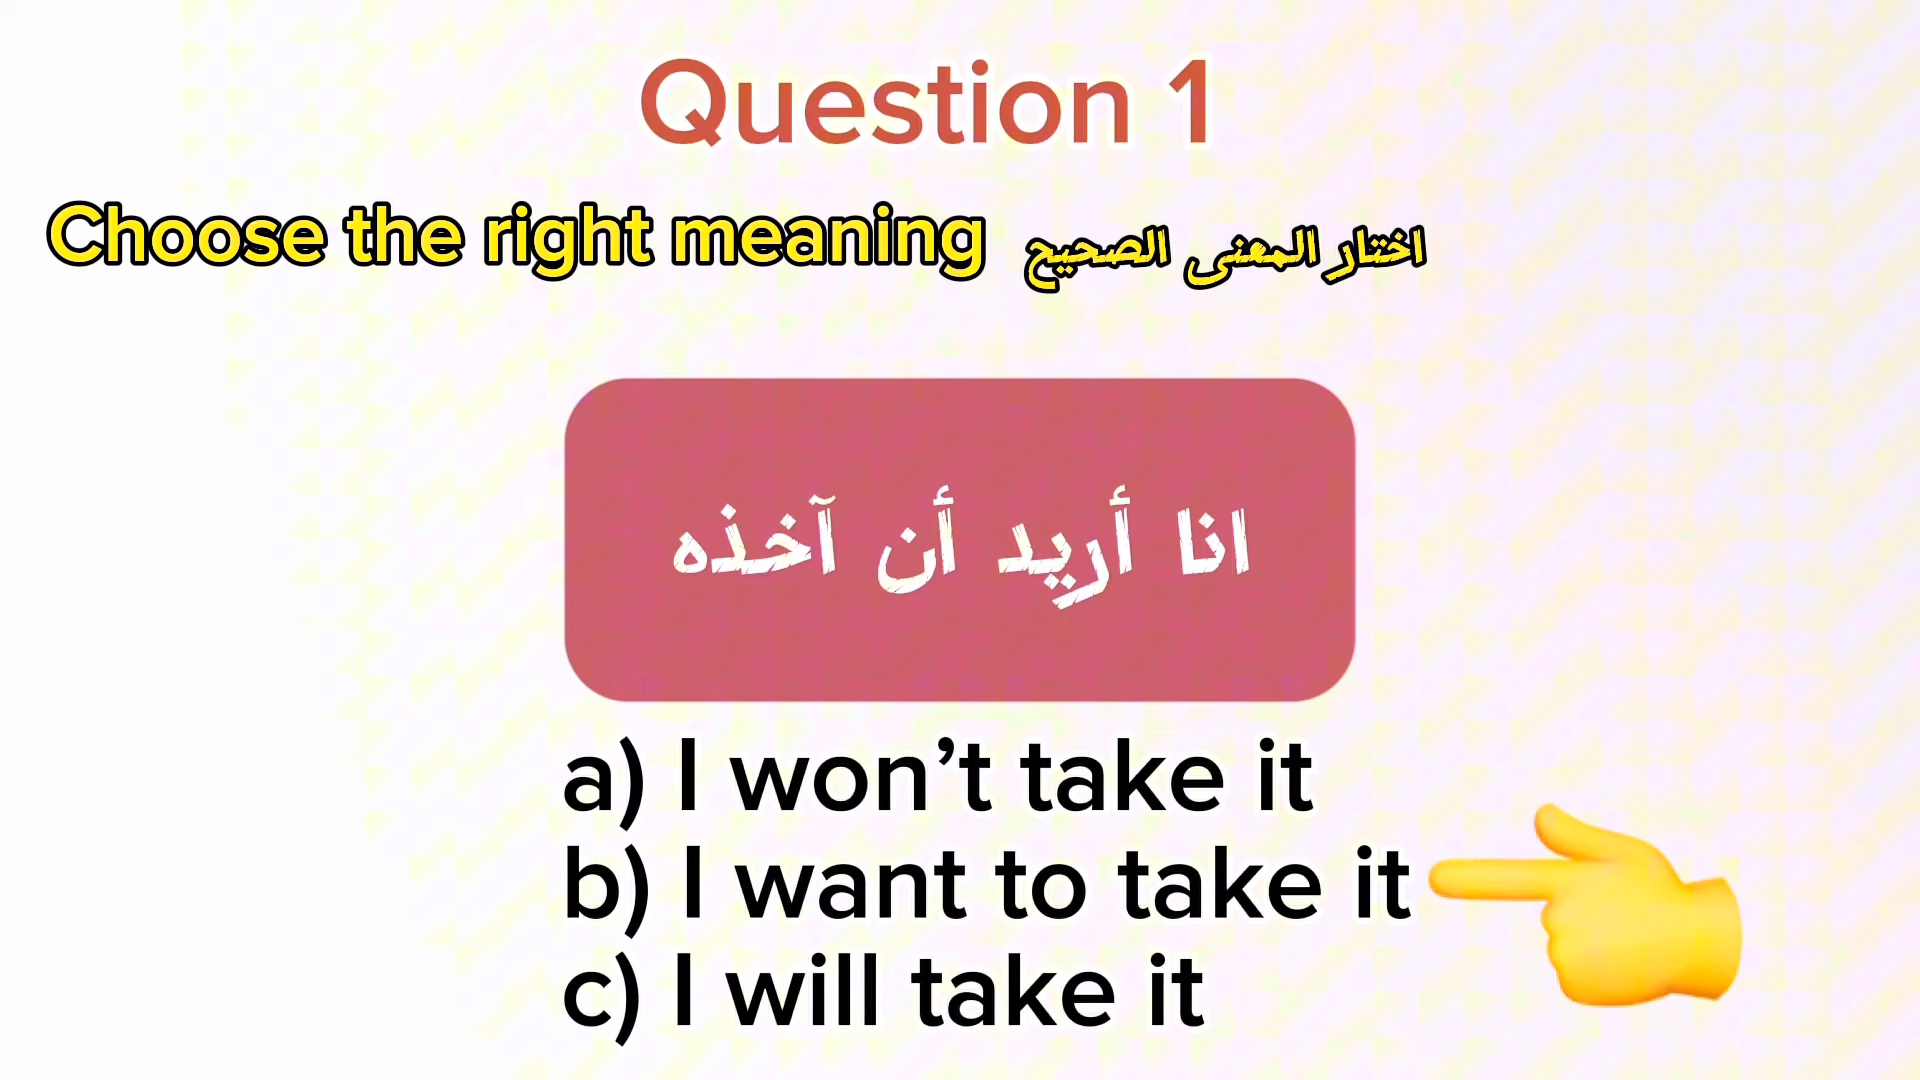 Question 1
Choose the right meaning اختار المعنى الصحيح
انا أريد أن آخذه
a) I won’t take it
b) I want to take it
c) I will take it